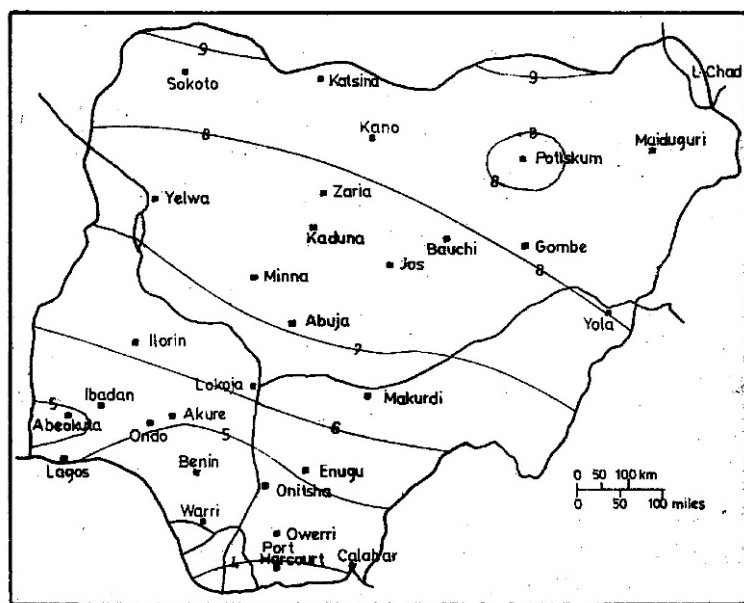 9
9
L. Chad
Sokoto
Katsina
Kano
8
8
Potiskum
Maiduguri
8
Yelwa
Zaria
Kaduna
Bauchi
Gombe
Jos
8
Minna
Abuja
Yola
7
Ilorin
Lokoja
Makurdi
5
Ibadan
Abeokuta
Akure
Ondo
5
6
Lagos
Benin
Enugu
Onitsha
0 50 100 km
0 50 100 miles
Warri
Owerri
4
Port
Harcourt
Calabar